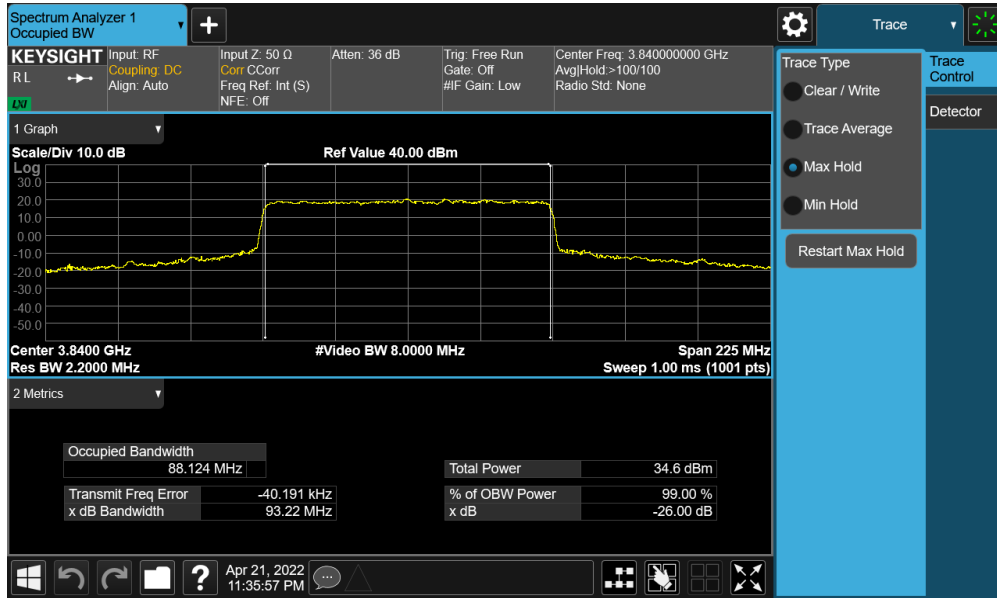 Spectrum Analyzer 1
Occupied BW
+
Trace
KEYSIGHT
R L
LXI
Input: RF
Coupling: DC
Align: Auto
Input Z: 50 Ω
Corr CCorr
Freq Ref: Int (S)
NFE: Off
Atten: 36 dB
Trig: Free Run
Gate: Off
#IF Gain: Low
Center Freq: 3.840000000 GHz
Avg|Hold:>100/100
Radio Std: None
Trace Type
Clear / Write
Trace Average
Max Hold
Min Hold
Restart Max Hold
Trace
Control
Detector
1 Graph
Scale/Div 10.0 dB
Ref Value 40.00 dBm
Log
30.0
20.0
10.0
0.00
-10.0
-20.0
-30.0
-40.0
-50.0
Center 3.8400 GHz
#Video BW 8.0000 MHz
Span 225 MHz
Res BW 2.2000 MHz
Sweep 1.00 ms (1001 pts)
2 Metrics
Occupied Bandwidth
88.124 MHz
Total Power 34.6 dBm
Transmit Freq Error -40.191 kHz
% of OBW Power 99.00 %
x dB Bandwidth 93.22 MHz
x dB -26.00 dB
?
Apr 21, 2022
11:35:57 PM